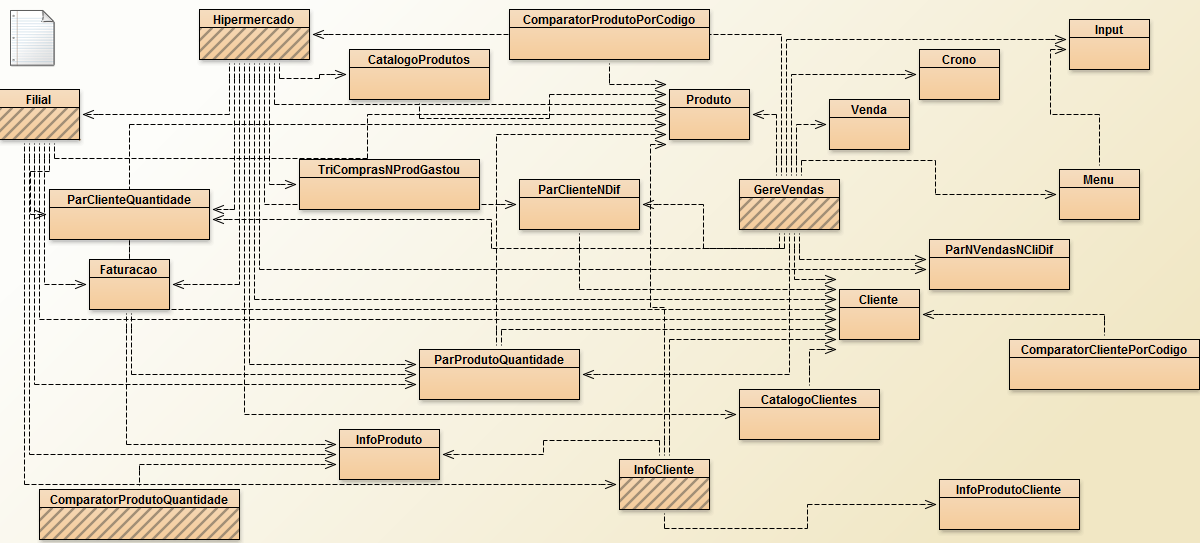 Hipermercado
ComparatorProdutoPorCodigo
Input
CatalogoProdutos
Crono
Filial
Produto
Venda
TriComprasNProdGastou
Menu
ParClienteQuantidade
ParClienteNDif
GereVendas
ParNVendasNCliDif
Faturacao
Cliente
ComparatorClientePorCodigo
ParProdutoQuantidade
CatalogoClientes
InfoProduto
InfoCliente
ComparatorProdutoQuantidade
InfoProdutoCliente